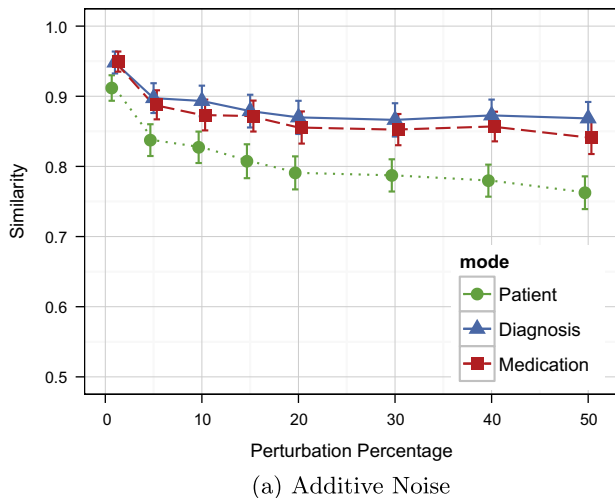 1.0
0.9
0.8
0.7
0.6
0.5
Similarity
mode
Patient
Diagnosis
Medication
0 10 20 30 40 50
Perturbation Percentage
(a) Additive Noise